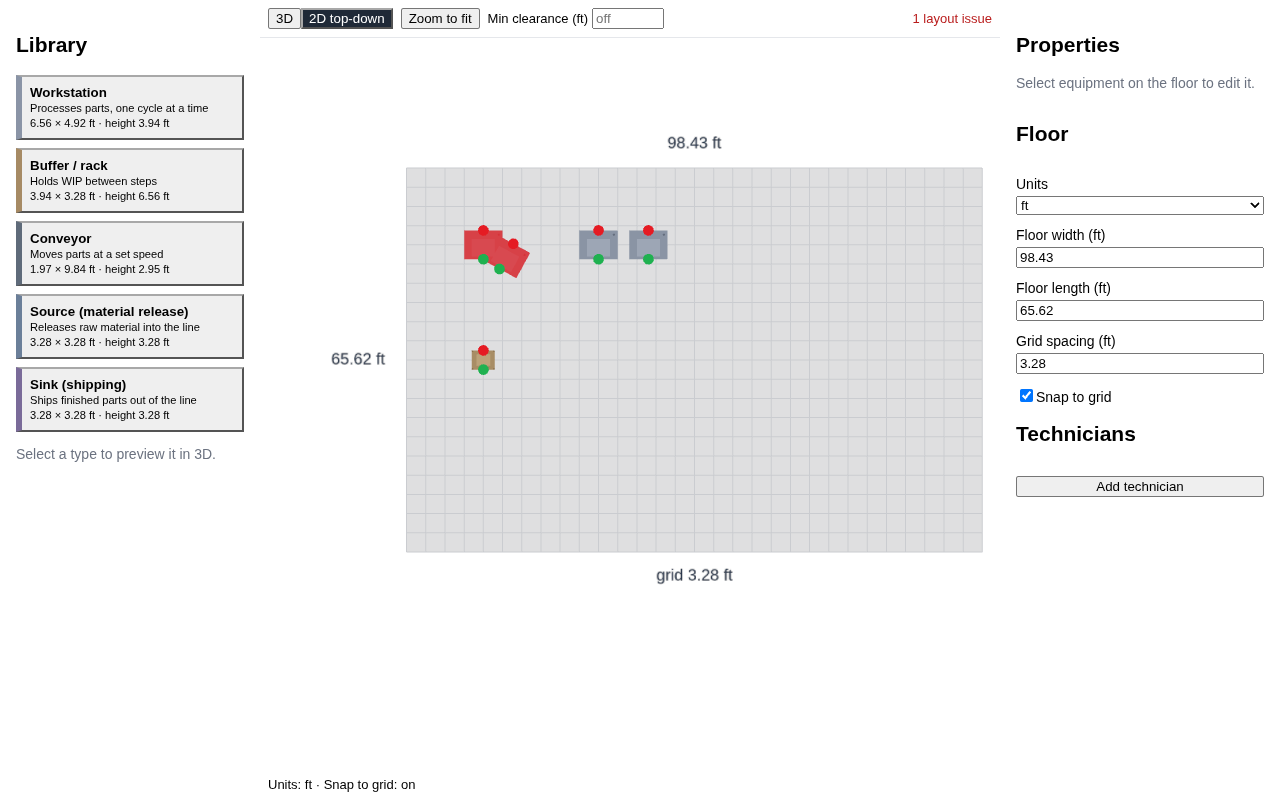 3D
2D top-down
Zoom to fit
Min clearance (ft)
off
1 layout issue
Library
Workstation
Processes parts, one cycle at a time
6.56 × 4.92 ft · height 3.94 ft
Buffer / rack
Holds WIP between steps
3.94 × 3.28 ft · height 6.56 ft
Conveyor
Moves parts at a set speed
1.97 × 9.84 ft · height 2.95 ft
Source (material release)
Releases raw material into the line
3.28 × 3.28 ft · height 3.28 ft
Sink (shipping)
Ships finished parts out of the line
3.28 × 3.28 ft · height 3.28 ft
Select a type to preview it in 3D.
98.43 ft
65.62 ft
grid 3.28 ft
Units: ft · Snap to grid: on
Properties
Select equipment on the floor to edit it.
Floor
Units
ft
Floor width (ft)
98.43
Floor length (ft)
65.62
Grid spacing (ft)
3.28
Snap to grid
Technicians
Add technician